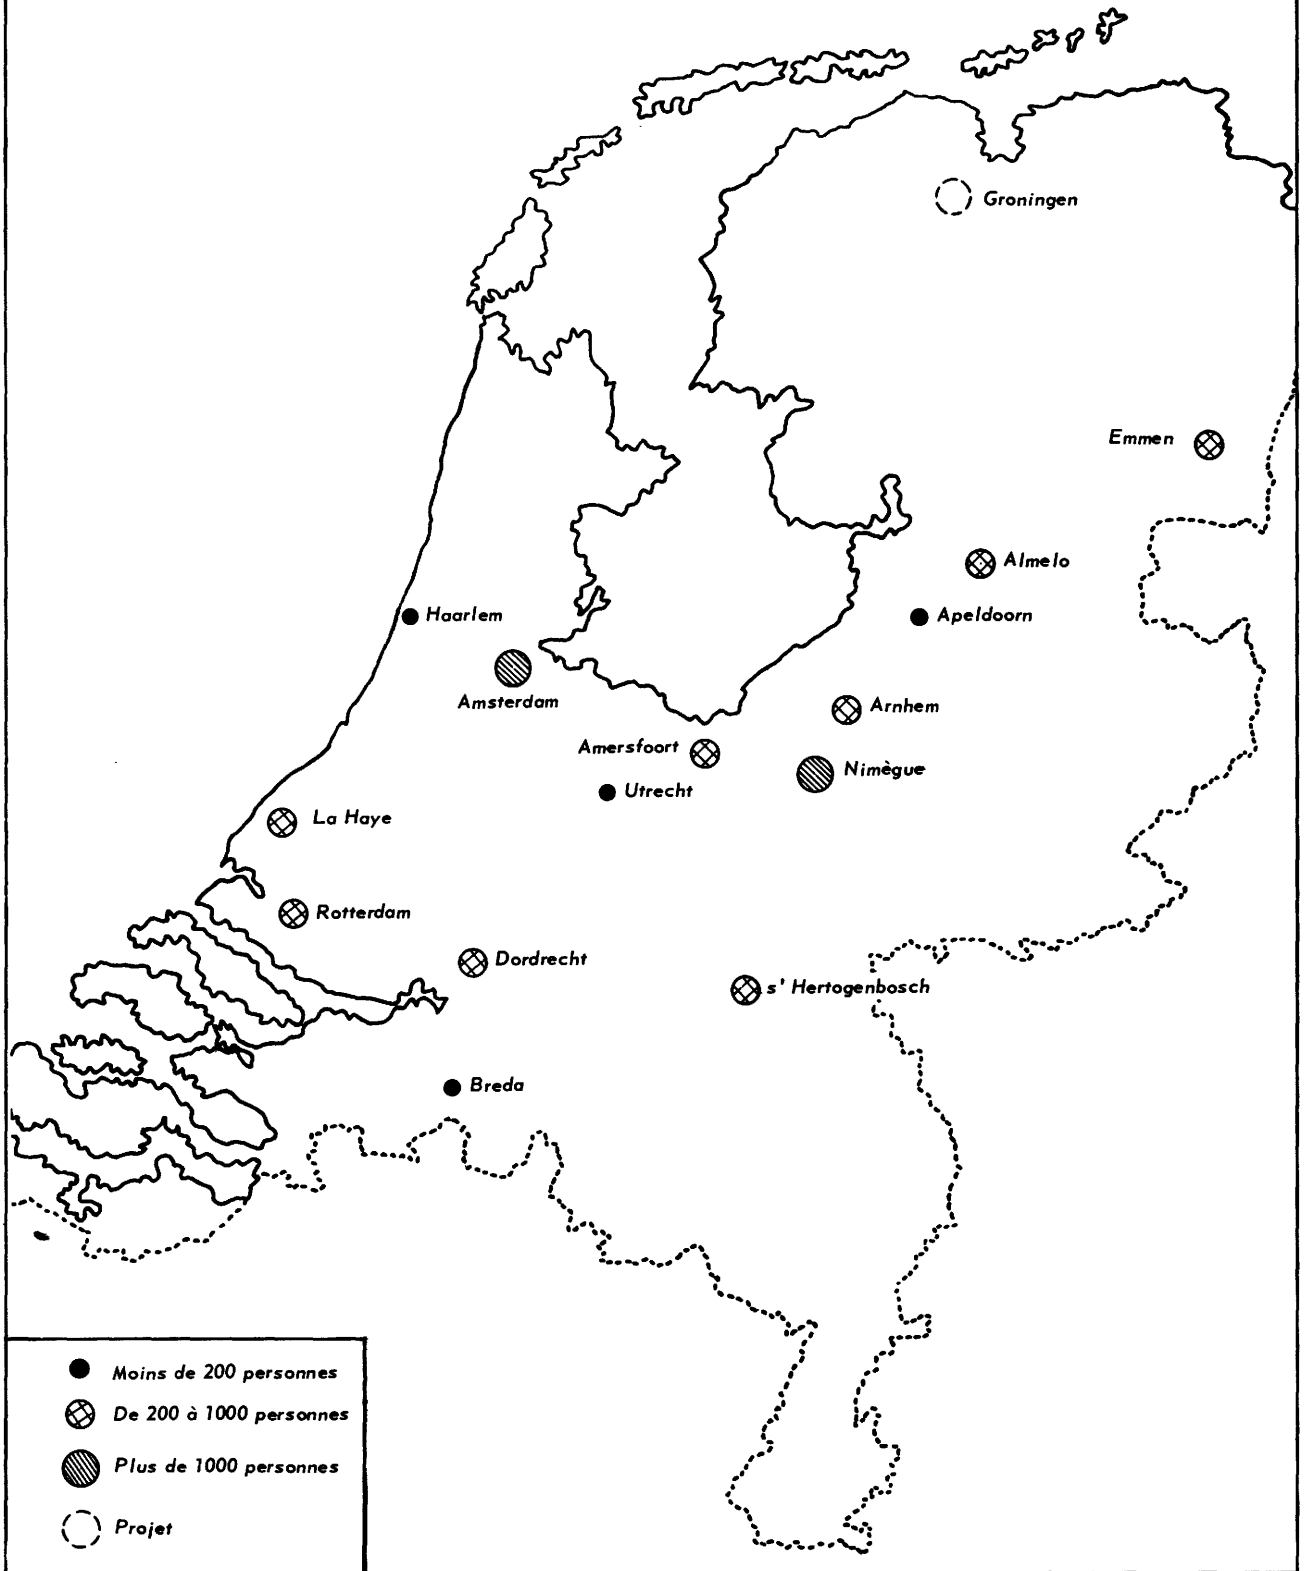 Groningen
Emmen
Almelo
Haarlem
Apeldoorn
Amsterdam
Arnhem
Amersfoort
Nimègue
Utrecht
La Haye
Rotterdam
Dordrecht
s' Hertogenbosch
Breda
Moins de 200 personnes
De 200 à 1000 personnes
Plus de 1000 personnes
Projet